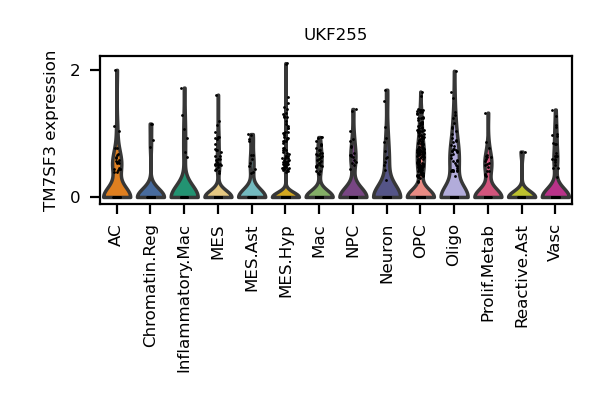 UKF255
TM7SF3 expression
2
0
AC
Chromatin.Reg
Inflammatory.Mac
MES
MES.Ast
MES.Hyp
Mac
NPC
Neuron
OPC
Oligo
Prolif.Metab
Reactive.Ast
Vasc